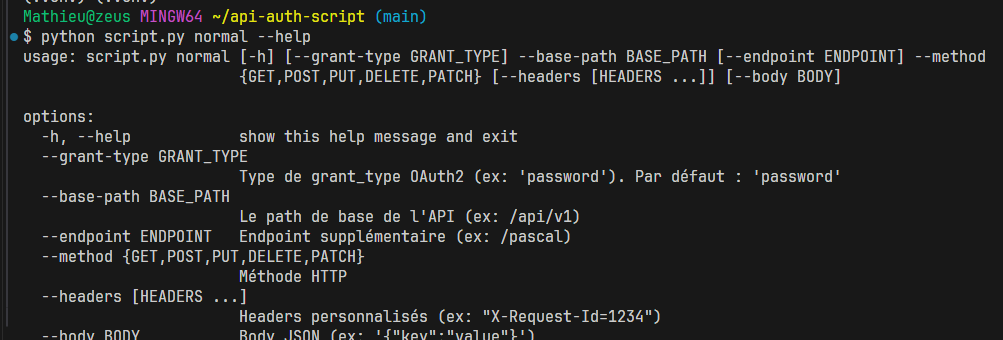 Mathieu@zeus MINGW64 ~/api-auth-script (main)
$ python script.py normal --help
usage: script.py normal [-h] [--grant-type GRANT_TYPE] --base-path BASE_PATH [--endpoint ENDPOINT] --method
{GET,POST,PUT,DELETE,PATCH} [--headers [HEADERS ...]] [--body BODY]
options:
-h, --help show this help message and exit
--grant-type GRANT_TYPE
Type de grant_type OAuth2 (ex: 'password'). Par défaut : 'password'
--base-path BASE_PATH
Le path de base de l'API (ex: /api/v1)
--endpoint ENDPOINT Endpoint supplémentaire (ex: /pascal)
--method {GET,POST,PUT,DELETE,PATCH}
Méthode HTTP
--headers [HEADERS ...]
Headers personnalisés (ex: "X-Request-Id=1234")
--body BODY Body JSON (ex: '{"key":"value"}')